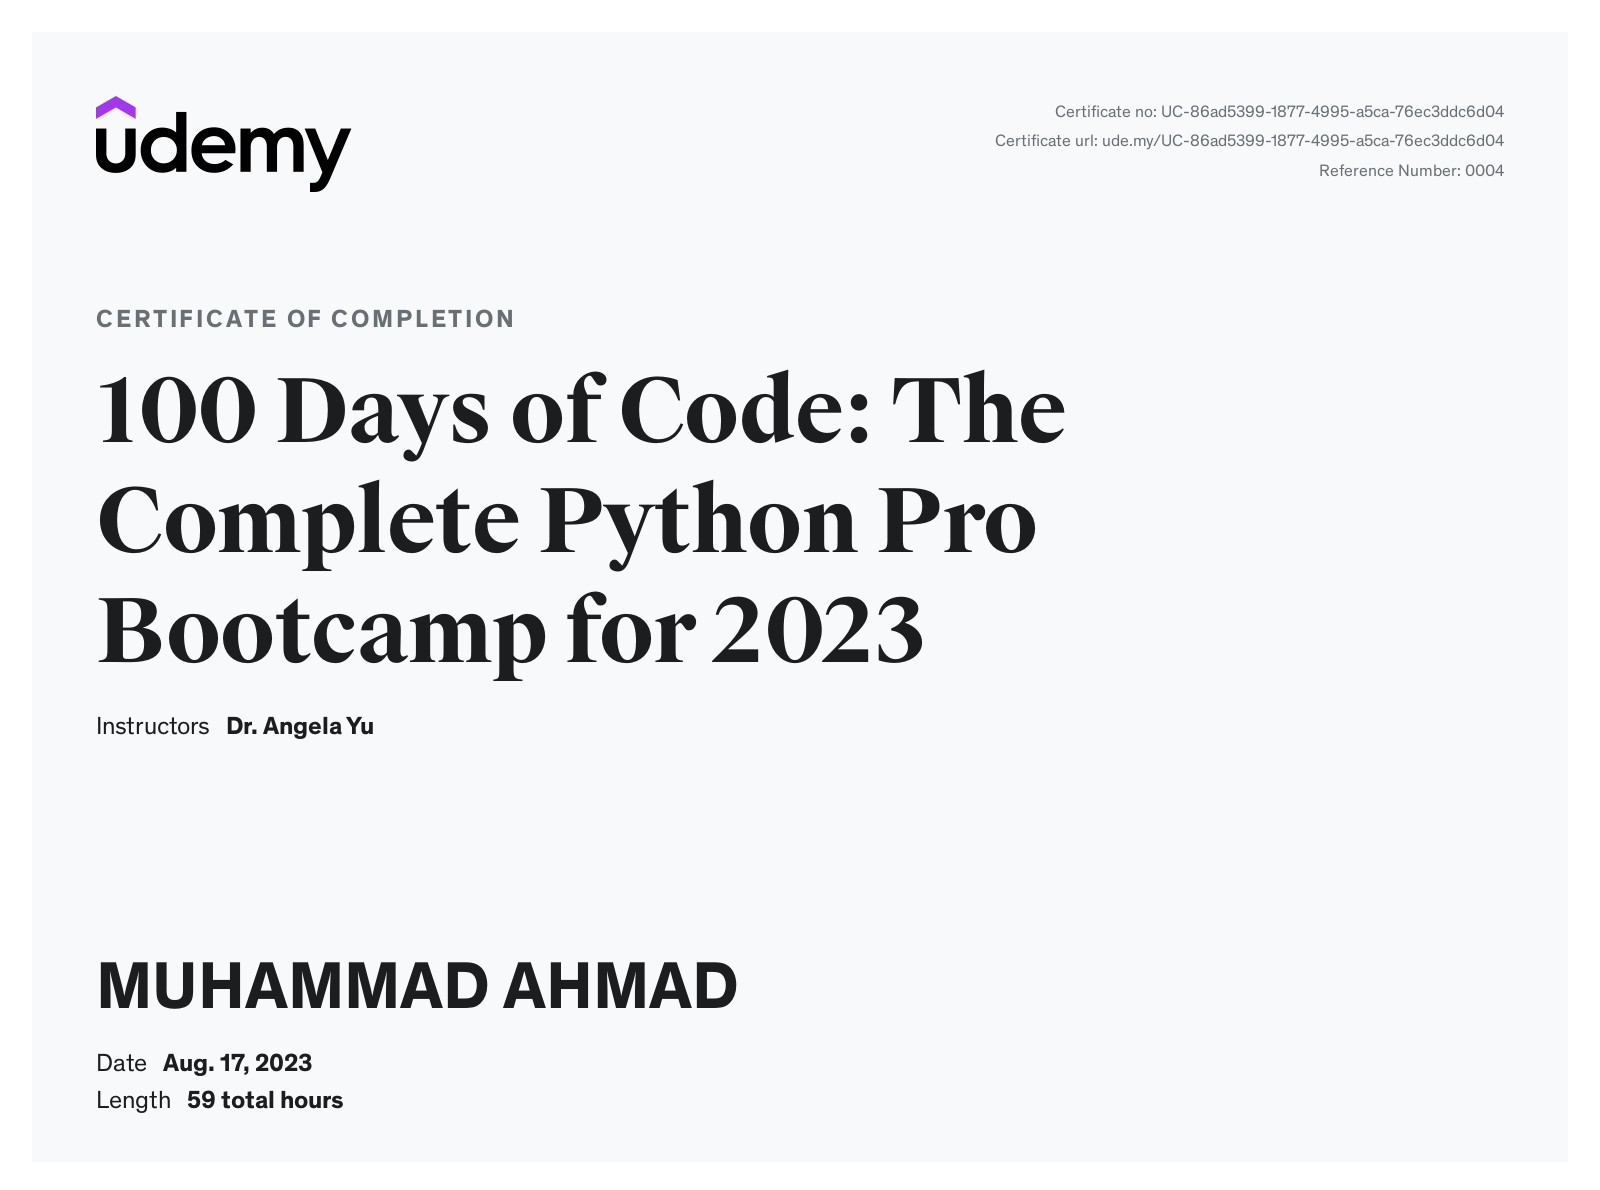 udemy
Certificate no: UC-86ad5399-1877-4995-a5ca-76ec3ddc6d04
Certificate url: ude.my/UC-86ad5399-1877-4995-a5ca-76ec3ddc6d04
Reference Number: 0004
CERTIFICATE OF COMPLETION
100 Days of Code: The
Complete Python Pro
Bootcamp for 2023
Instructors Dr. Angela Yu
MUHAMMAD AHMAD
Date Aug. 17, 2023
Length 59 total hours